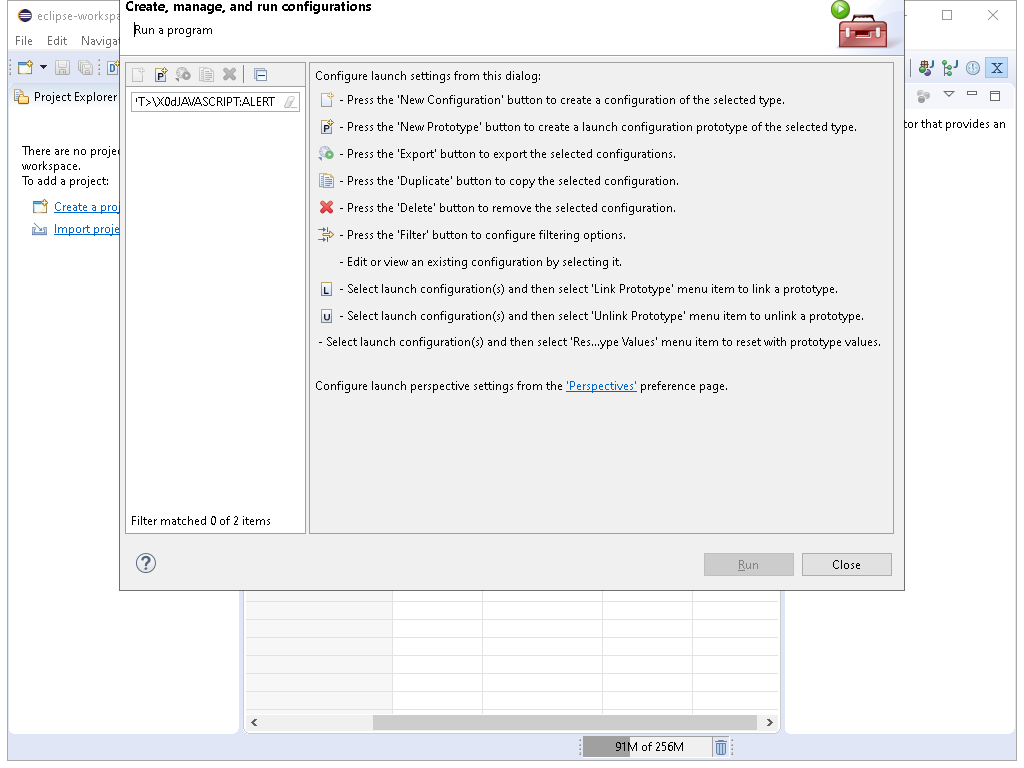 Create, manage, and run configurations
eclipse-workspa
Run a program
File Edit Navigat
Configure launch settings from this dialog:
Project Explorer
'T>\X0dJAVASCRIPT:ALERT
- Press the 'New Configuration' button to create a configuration of the selected type.
- Press the 'New Prototype' button to create a launch configuration prototype of the selected type.
tor that provides an
There are no projec
workspace.
To add a project:
- Press the 'Export' button to export the selected configurations.
- Press the 'Duplicate' button to copy the selected configuration.
Create a proj
- Press the 'Delete' button to remove the selected configuration.
Import proje
- Press the 'Filter' button to configure filtering options.
- Edit or view an existing configuration by selecting it.
L - Select launch configuration(s) and then select 'Link Prototype' menu item to link a prototype.
U - Select launch configuration(s) and then select 'Unlink Prototype' menu item to unlink a prototype.
- Select launch configuration(s) and then select 'Res...ype Values' menu item to reset with prototype values.
Configure launch perspective settings from the 'Perspectives' preference page.
Filter matched 0 of 2 items
Run
Close
91M of 256M